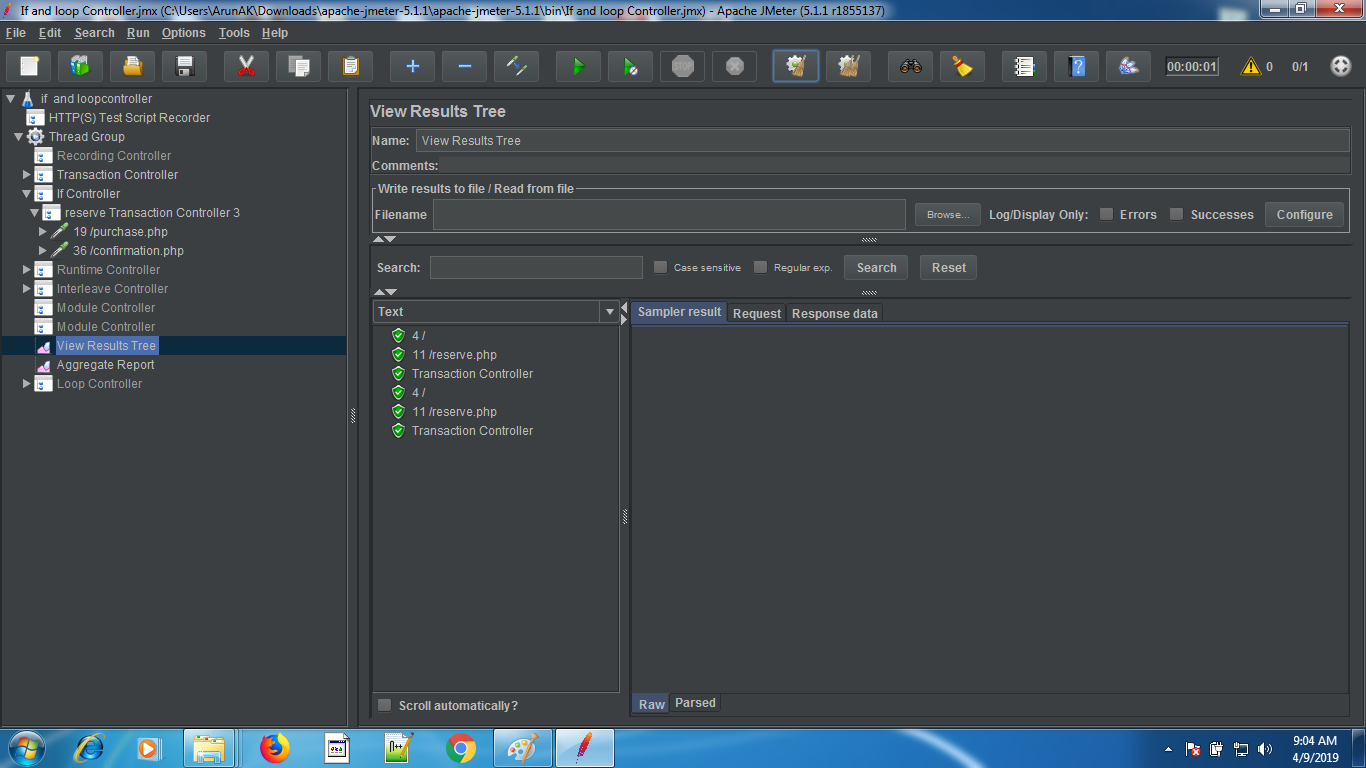 If and loop Controller.jmx (C:\Users\ArunAK\Downloads\apache-jmeter-5.1.1\apache-jmeter-5.1.1\bin\If and loop Controller.jmx) - Apache JMeter (5.1.1 r1855137)
File Edit Search Run Options Tools Help
STOP 00:00:01 0 0/1
if and loopcontroller
HTTP(S) Test Script Recorder
Thread Group
Recording Controller
Transaction Controller
If Controller
reserve Transaction Controller 3
19 /purchase.php
36 /confirmation.php
Runtime Controller
Interleave Controller
Module Controller
Module Controller
View Results Tree
Aggregate Report
Loop Controller
View Results Tree
Name: View Results Tree
Comments:
Write results to file / Read from file
Filename Browse... Log/Display Only: Errors Successes Configure
Search: Case sensitive Regular exp. Search Reset
Text
4 /
11 /reserve.php
Transaction Controller
4 /
11 /reserve.php
Transaction Controller
Scroll automatically?
Sampler result Request Response data
Raw Parsed
9:04 AM
4/9/2019